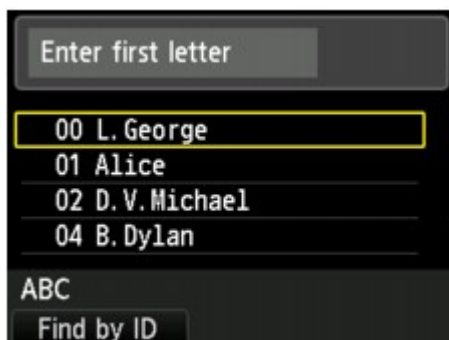 Enter first letter
00 L.George
01 Alice
02 D.V.Michael
04 B.Dylan
ABC
Find by ID